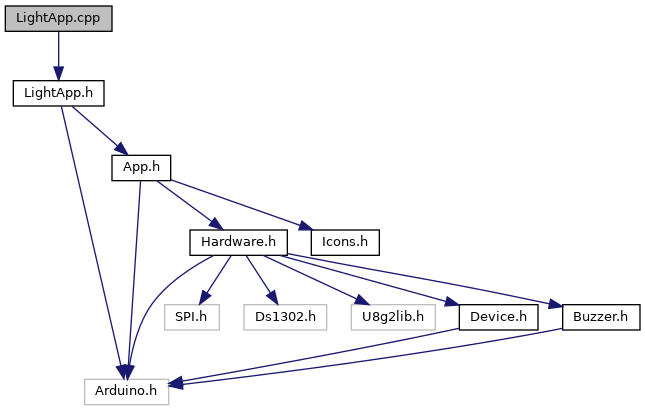 LightApp.cpp
LightApp.h
App.h
Hardware.h
Icons.h
SPI.h
Ds1302.h
U8g2lib.h
Device.h
Buzzer.h
Arduino.h